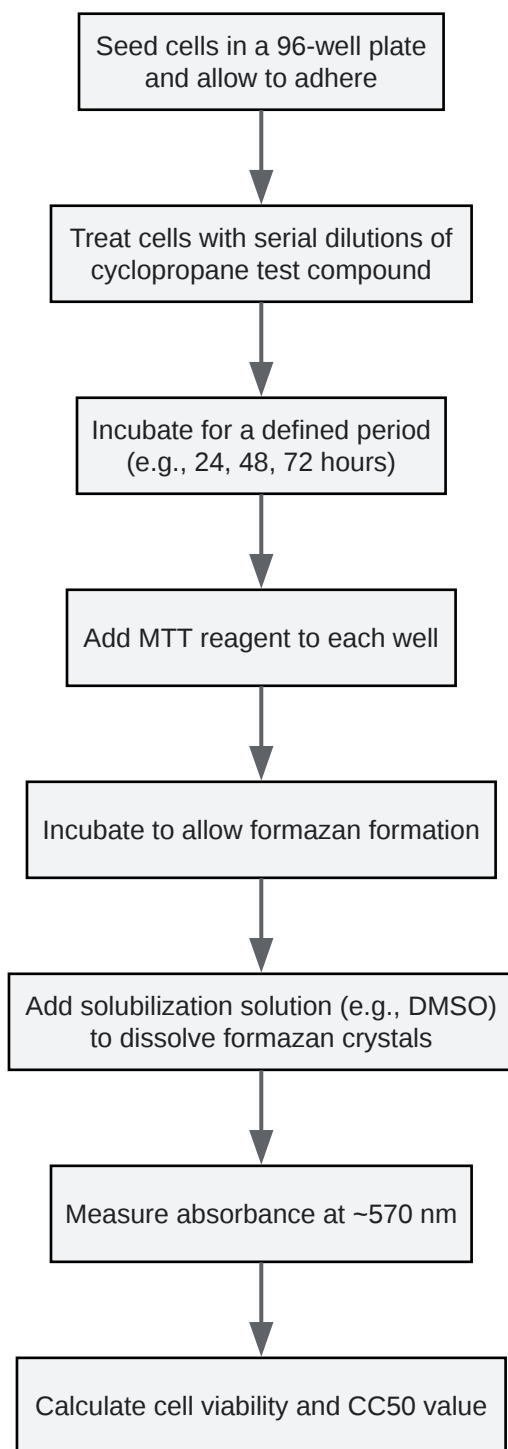 Seed cells in a 96-well plate
and allow to adhere
Treat cells with serial dilutions of
cyclopropane test compound
Incubate for a defined period
(e.g., 24, 48, 72 hours)
Add MTT reagent to each well
Incubate to allow formazan formation
Add solubilization solution (e.g., DMSO)
to dissolve formazan crystals
Measure absorbance at ~570 nm
Calculate cell viability and CC50 value